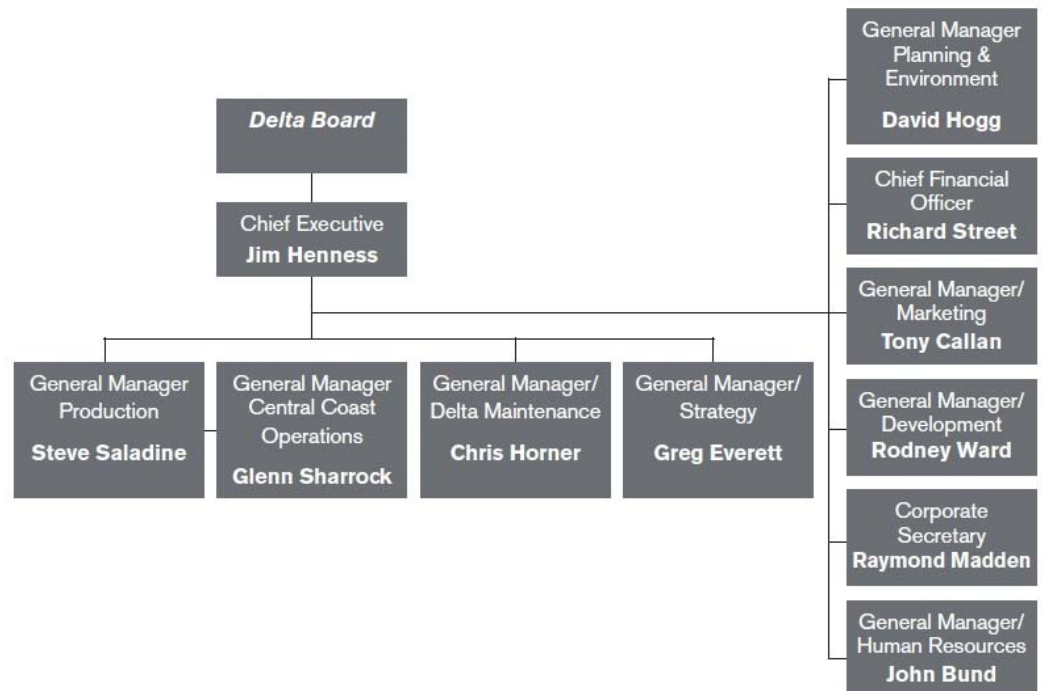 Delta Board
Chief Executive
Jim Henness
General Manager
Production
Steve Saladine
General Manager
Central Coast
Operations
Glenn Sharrock
General Manager/
Delta Maintenance
Chris Horner
General Manager/
Strategy
Greg Everett
General Manager
Planning &
Environment
David Hogg
Chief Financial
Officer
Richard Street
General Manager/
Marketing
Tony Callan
General Manager/
Development
Rodney Ward
Corporate
Secretary
Raymond Madden
General Manager/
Human Resources
John Bund